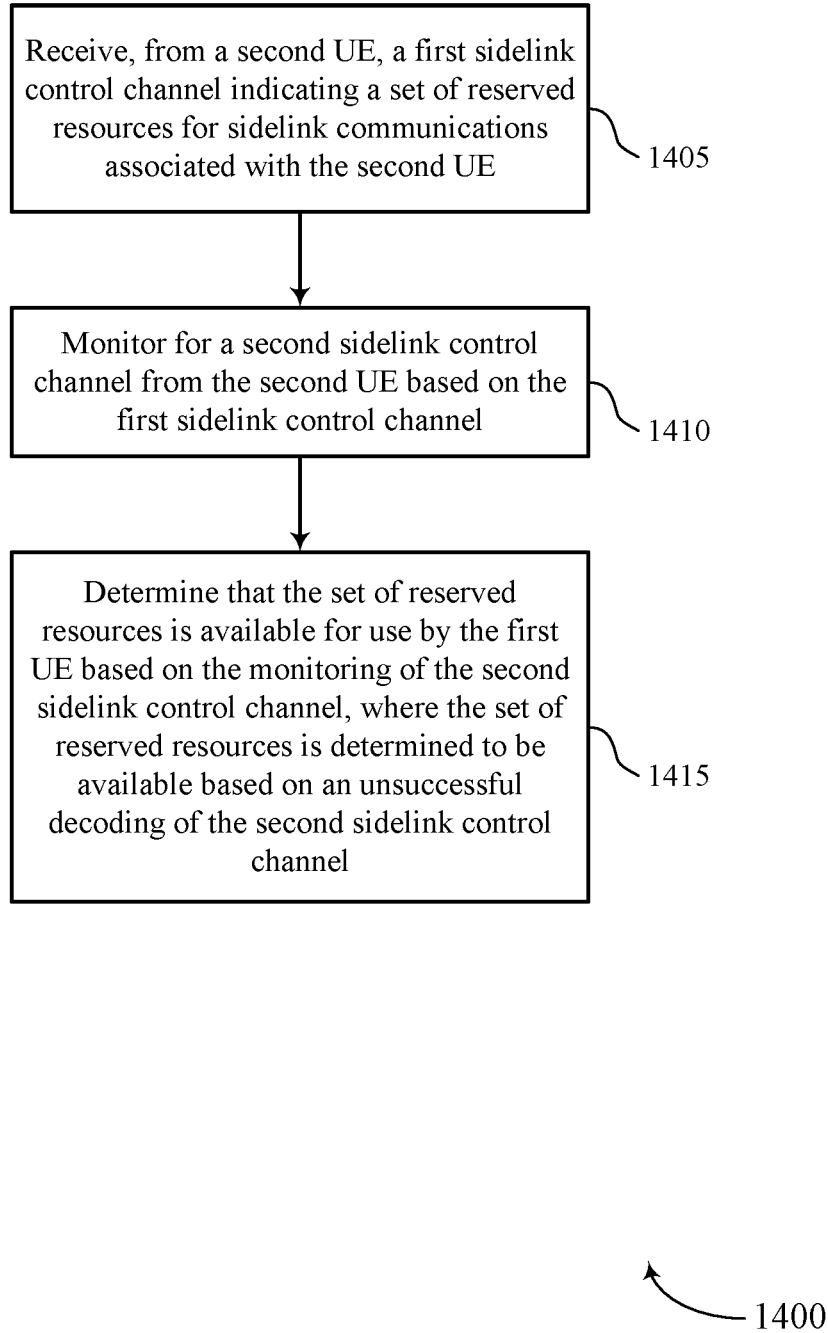 Receive, from a second UE, a first sidelink
control channel indicating a set of reserved
resources for sidelink communications
associated with the second UE
1405
Monitor for a second sidelink control
channel from the second UE based on the
first sidelink control channel
1410
Determine that the set of reserved
resources is available for use by the first
UE based on the monitoring of the second
sidelink control channel, where the set of
reserved resources is determined to be
available based on an unsuccessful
decoding of the second sidelink control
channel
1415
1400